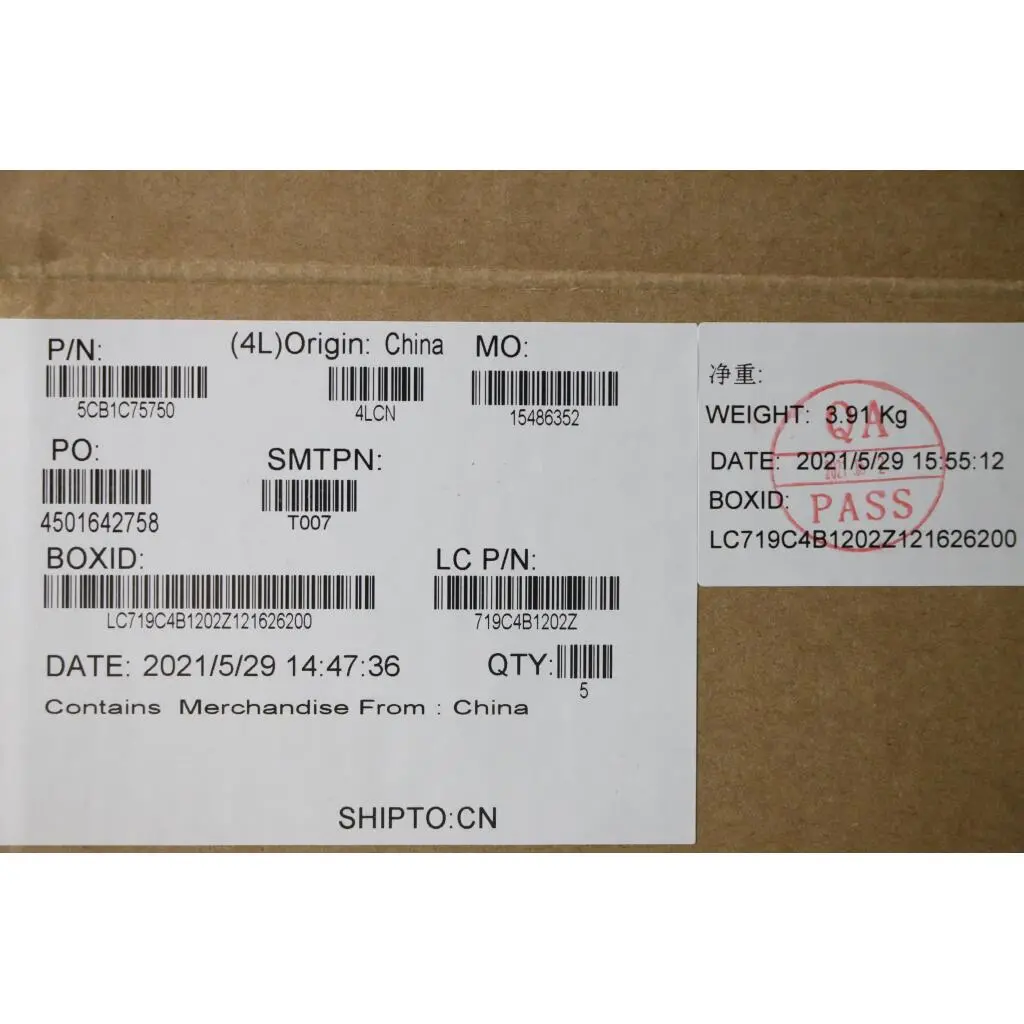 P/N:
5CB1C75750
(4L)Origin: China
4LCN
MO:
15486352
PO:
4501642758
SMTPN:
T007
BOXID:
LC719C4B1202Z121626200
LC P/N:
719C4B1202Z
DATE: 2021/5/29 14:47:36
QTY:
5
Contains Merchandise From : China
SHIPTO:CN
净重:
WEIGHT: 3.91 Kg
DATE: 2021/5/29 15:55:12
BOXID:
LC719C4B1202Z121626200
QA
PASS